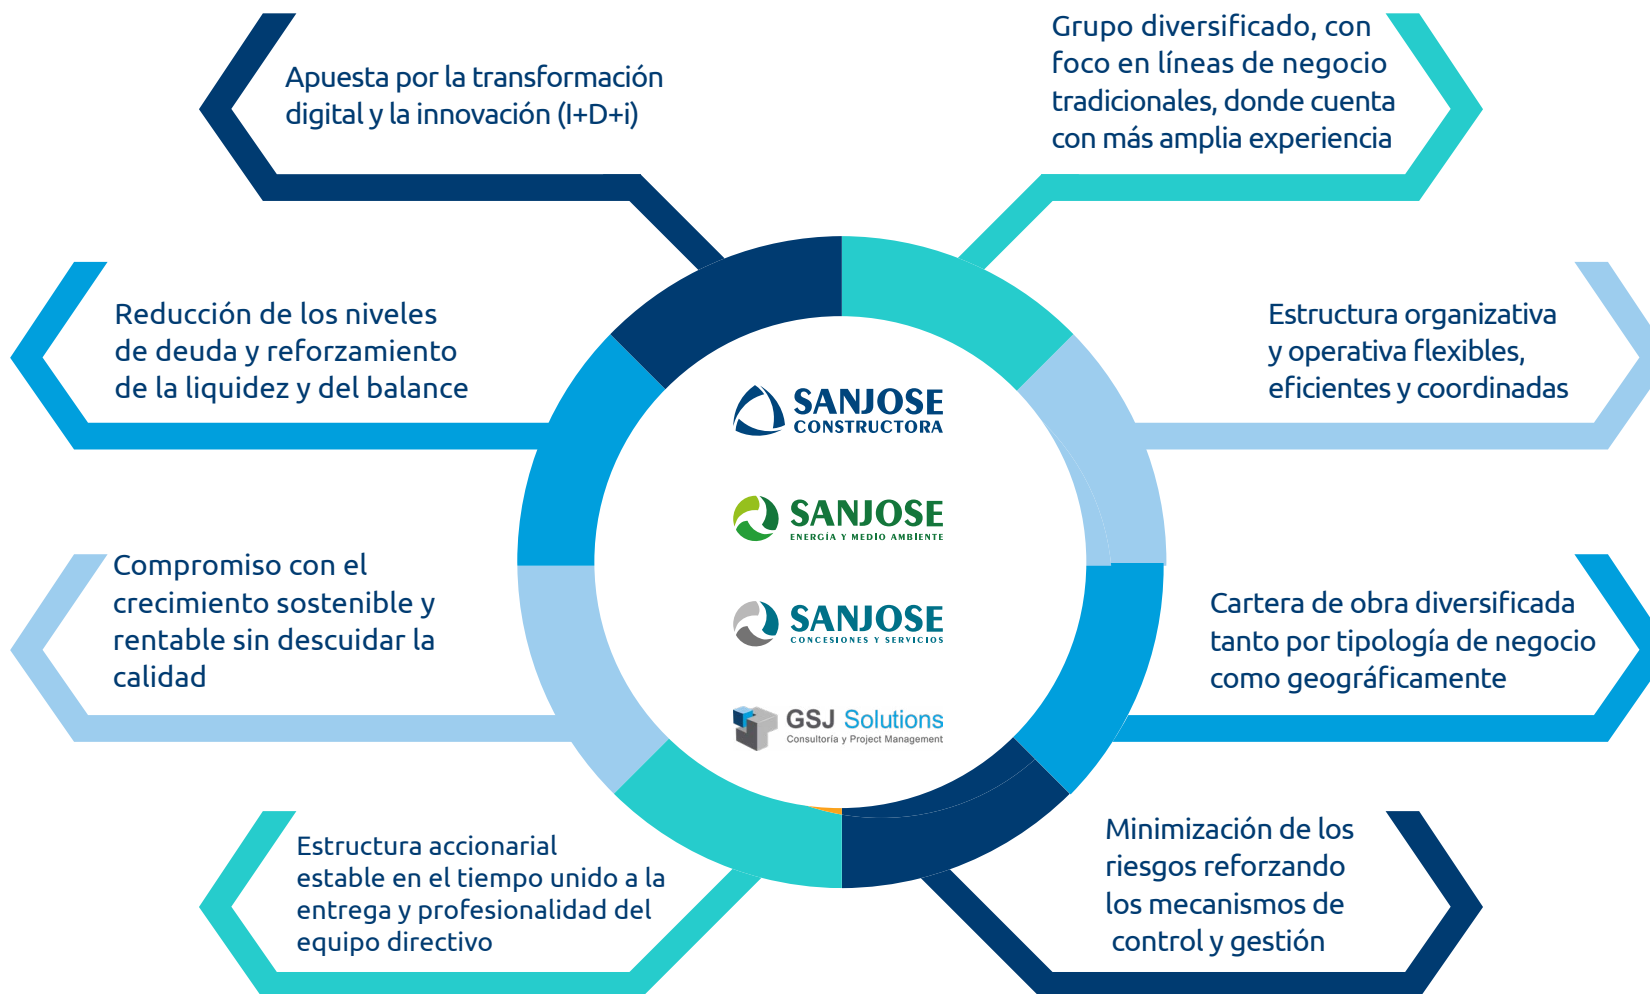 Apuesta por la transformación
digital y la innovación (I+D+i)
Grupo diversificado, con
foco en líneas de negocio
tradicionales, donde cuenta
con más amplia experiencia
Reducción de los niveles
de deuda y reforzamiento
de la liquidez y del balance
Estructura organizativa
y operativa flexibles,
eficientes y coordinadas
SANJOSE
CONSTRUCTORA
SANJOSE
ENERGÍA Y MEDIO AMBIENTE
SANJOSE
CONCESIONES Y SERVICIOS
GSJ Solutions
Consultoría y Project Management
Compromiso con el
crecimiento sostenible y
rentable sin descuidar la
calidad
Cartera de obra diversificada
tanto por tipología de negocio
como geográficamente
Estructura accionarial
estable en el tiempo unido a la
entrega y profesionalidad del
equipo directivo
Minimización de los
riesgos reforzando
los mecanismos de
control y gestión